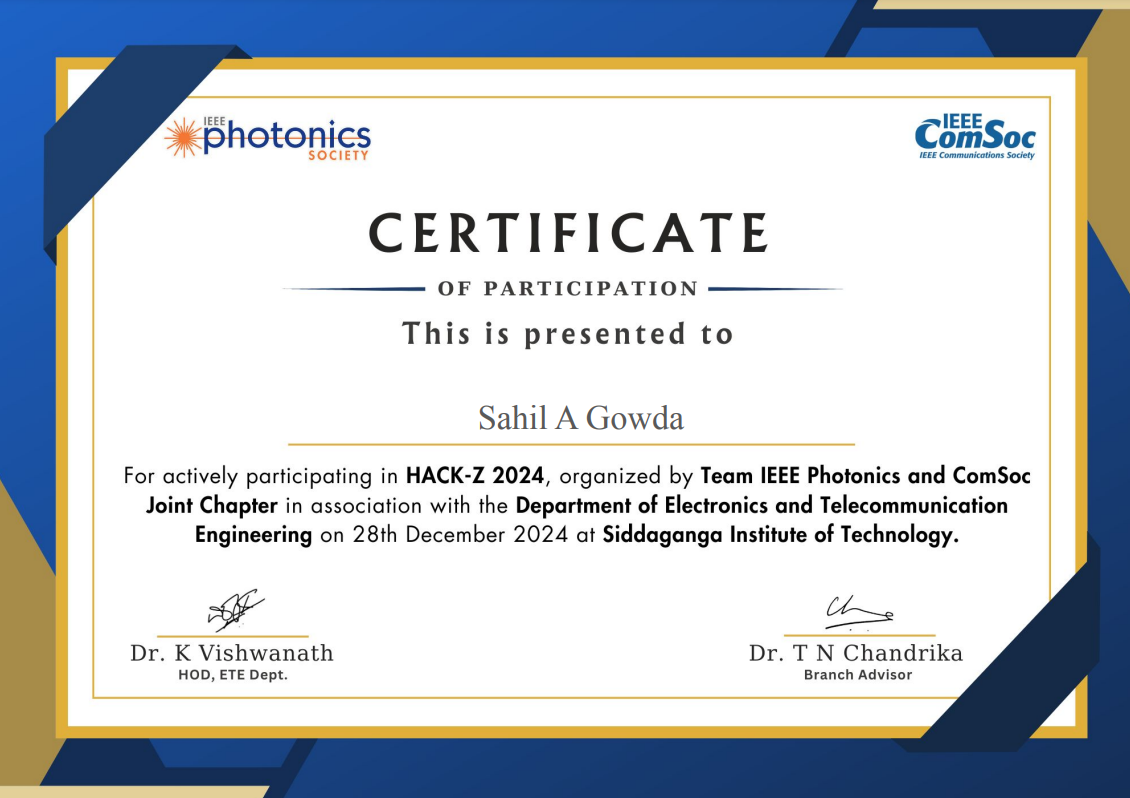 IEEE
photonics
SOCIETY
IEEE
ComSoc
IEEE Communications Society
CERTIFICATE
OF PARTICIPATION
This is presented to
Sahil A Gowda
For actively participating in HACK-Z 2024, organized by Team IEEE Photonics and ComSoc
Joint Chapter in association with the Department of Electronics and Telecommunication
Engineering on 28th December 2024 at Siddaganga Institute of Technology.
Dr. K Vishwanath
HOD, ETE Dept.
Dr. T N Chandrika
Branch Advisor